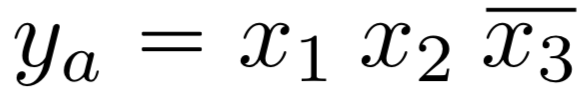 $y_a = x_1 \; x_2 \; \overline{x_3}$